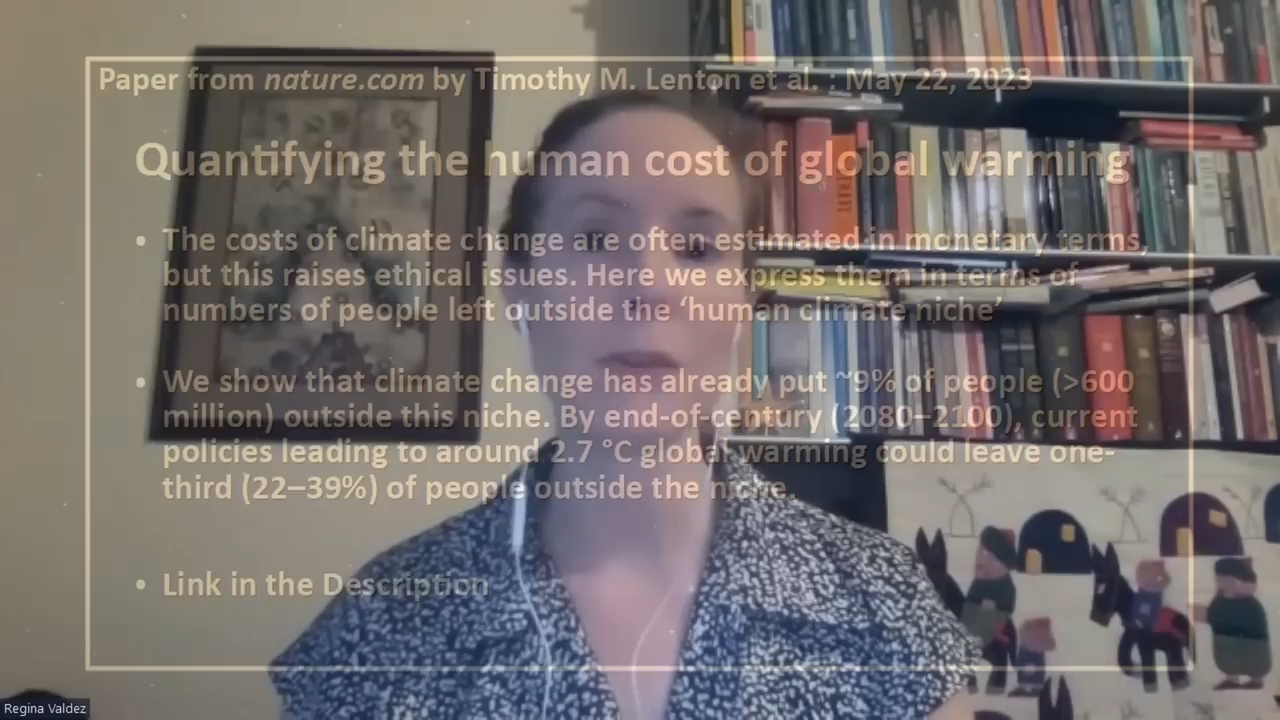 Paper from nature.com by Timothy M. Lenton et al. : May 22, 2023
Quantifying the human cost of global warming
• The costs of climate change are often estimated in monetary terms,
but this raises ethical issues. Here we express them in terms of
numbers of people left outside the ‘human climate niche’
• We show that climate change has already put ~9% of people (>600
million) outside this niche. By end-of-century (2080–2100), current
policies leading to around 2.7 °C global warming could leave one-
third (22–39%) of people outside the niche.
• Link in the Description
Regina Valdez